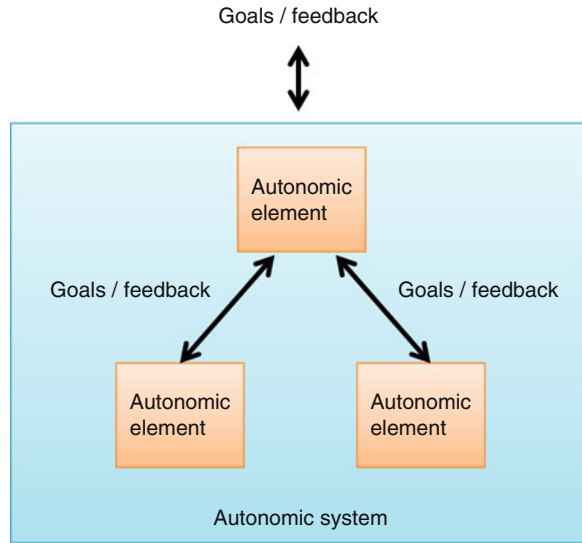 Goals / feedback
Autonomic
element
Goals / feedback
Goals / feedback
Autonomic
element
Autonomic
element
Autonomic system